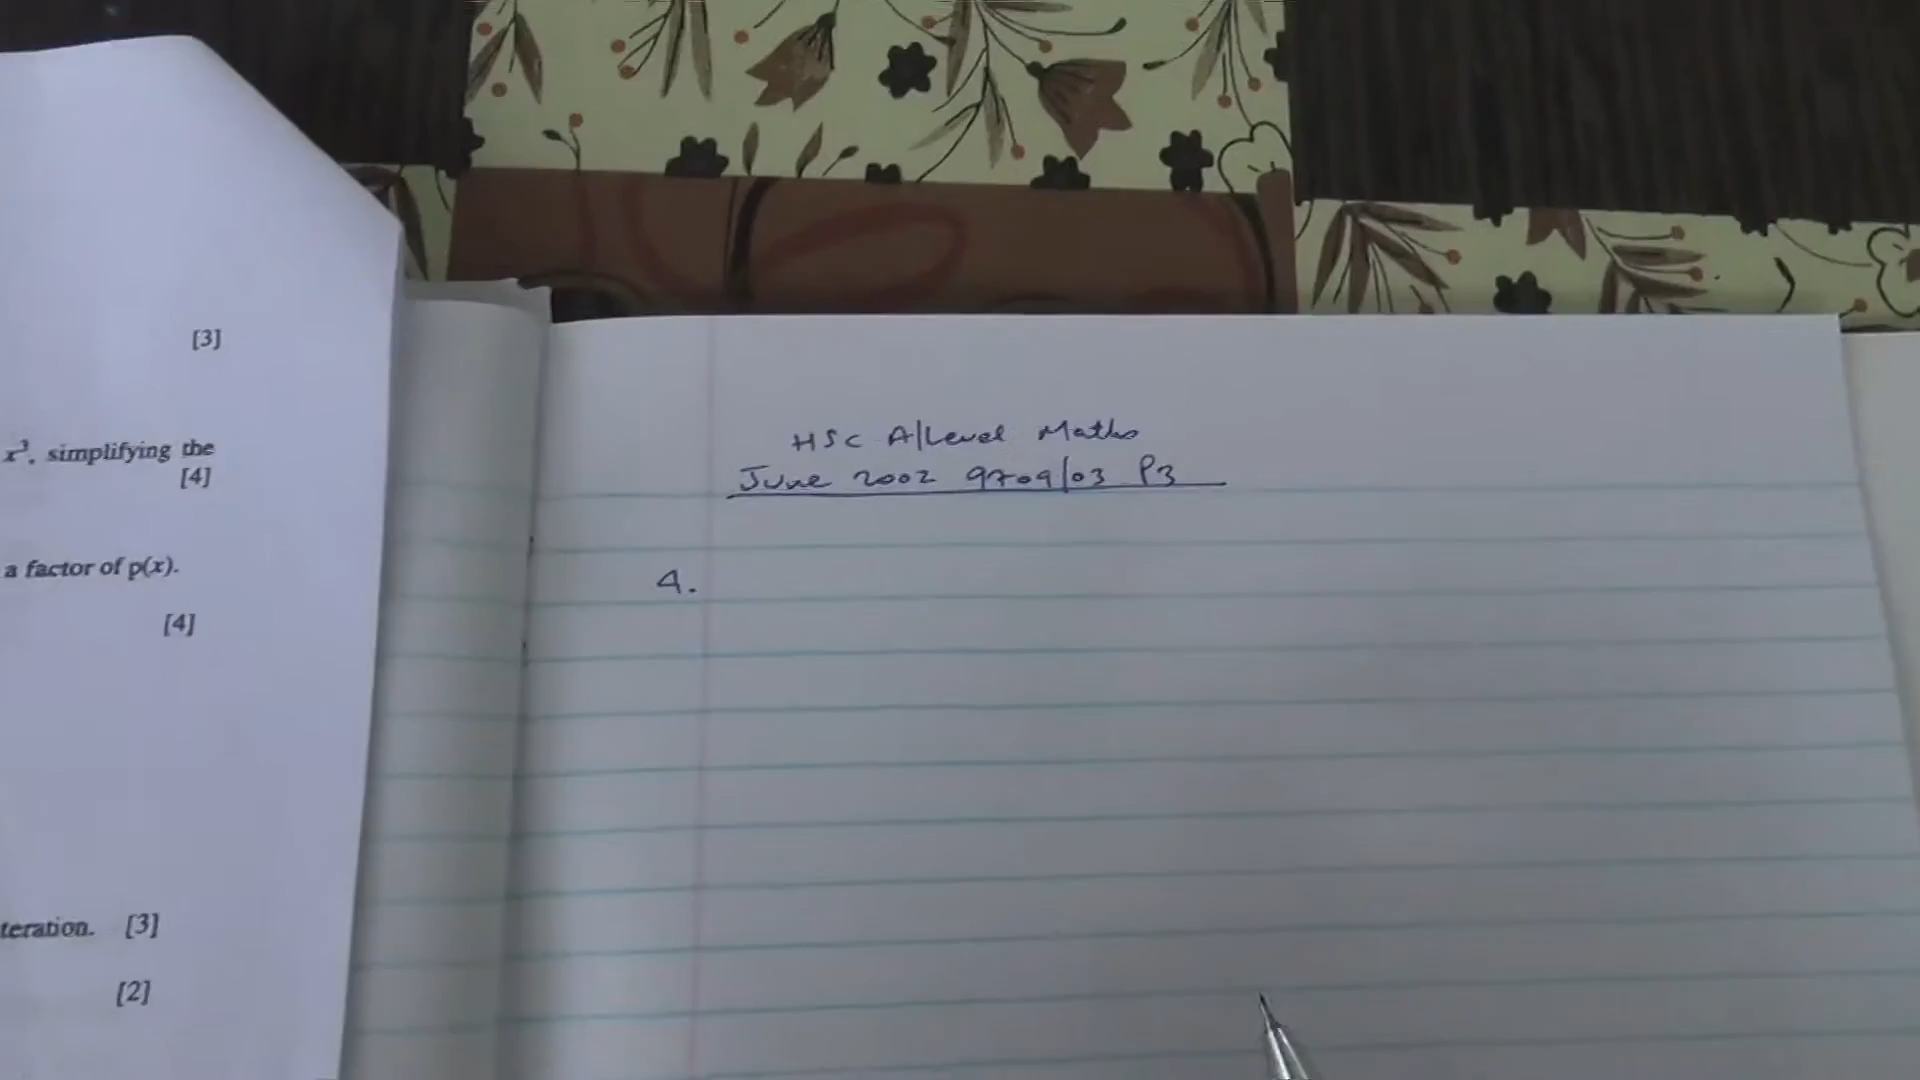 [3]
x³, simplifying the
[4]
a factor of p(x).
[4]
teration. [3]
[2]
HSC A/Level Maths
June 2002 9709/03 P3
4.